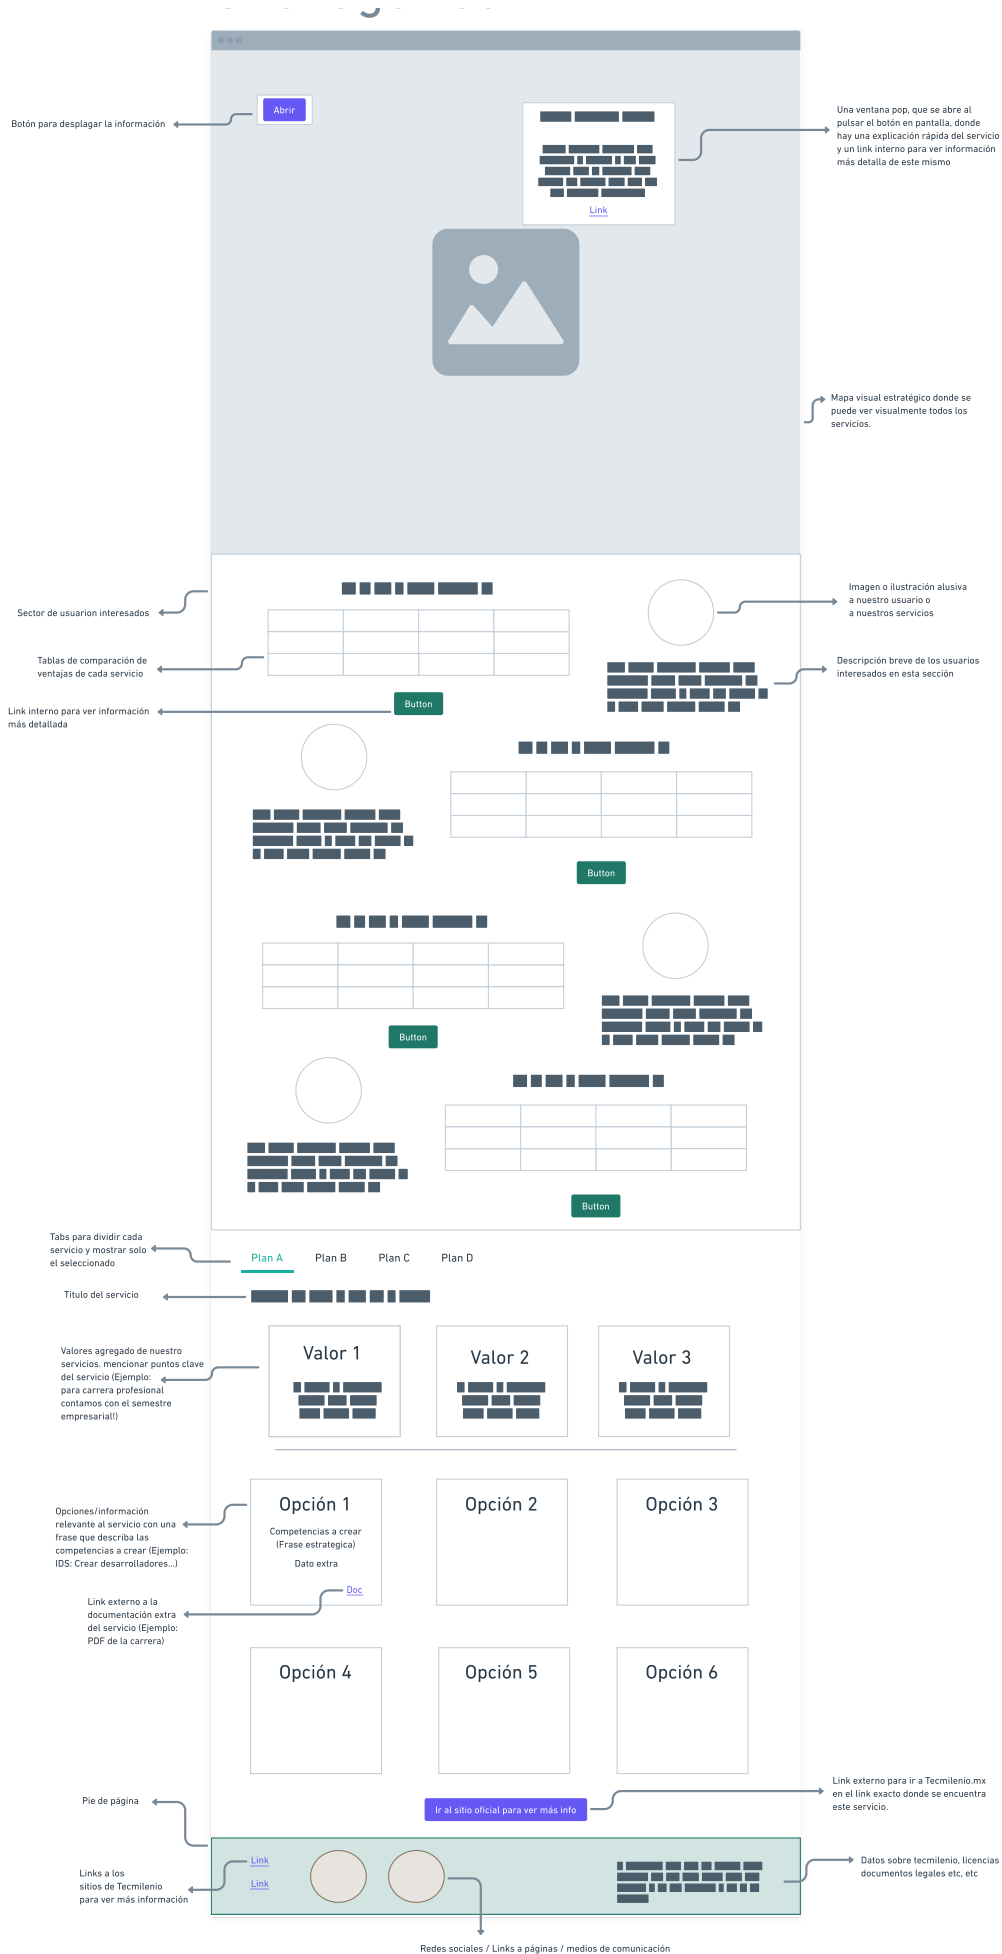 Abrir
Botón para desplagar la información
Una ventana pop, que se abre al
pulsar el botón en pantalla, donde
hay una explicación rápida del servicio
y un link interno para ver información
más detalla de este mismo
Link
Mapa visual estratégico donde se
puede ver visualmente todos los
servicios.
Sector de usuarion interesados
Imagen o ilustración alusiva
a nuestro usuario o
a nuestros servicios
Tablas de comparación de
ventajas de cada servicio
Descripción breve de los usuarios
interesados en esta sección
Button
Link interno para ver información
más detallada
Button
Button
Button
Tabs para dividir cada
servicio y mostrar solo
el seleccionado
Plan A
Plan B
Plan C
Plan D
Titulo del servicio
Valores agregado de nuestro
servicios. mencionar puntos clave
del servicio (Ejemplo:
para carrera profesional
contamos con el semestre
empresarial!)
Valor 1
Valor 2
Valor 3
Opciones/información
relevante al servicio con una
frase que describa las
competencias a crear (Ejemplo:
IDS: Crear desarrolladores...)
Opción 1
Competencias a crear
(Frase estrategica)
Dato extra
Doc
Opción 2
Opción 3
Link externo a la
documentación extra
del servicio (Ejemplo:
PDF de la carrera)
Opción 4
Opción 5
Opción 6
Link externo para ir a Tecmilenio.mx
en el link exacto donde se encuentra
este servicio.
Ir al sitio oficial para ver más info
Pie de página
Links a los
sitios de Tecmilenio
para ver más información
Link
Link
Datos sobre tecmilenio, licencias
documentos legales etc, etc
Redes sociales / Links a páginas / medios de comunicación